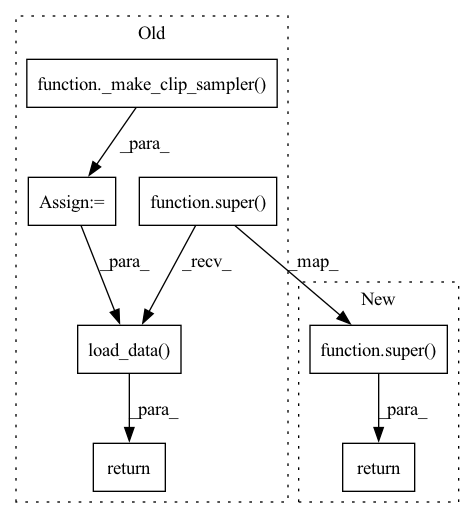 Old
function._make_clip_sampler()
_para_
Assign:=
function.super()
_para_
_recv_
_map_
New
load_data()
function.super()
_para_
_para_
return
return